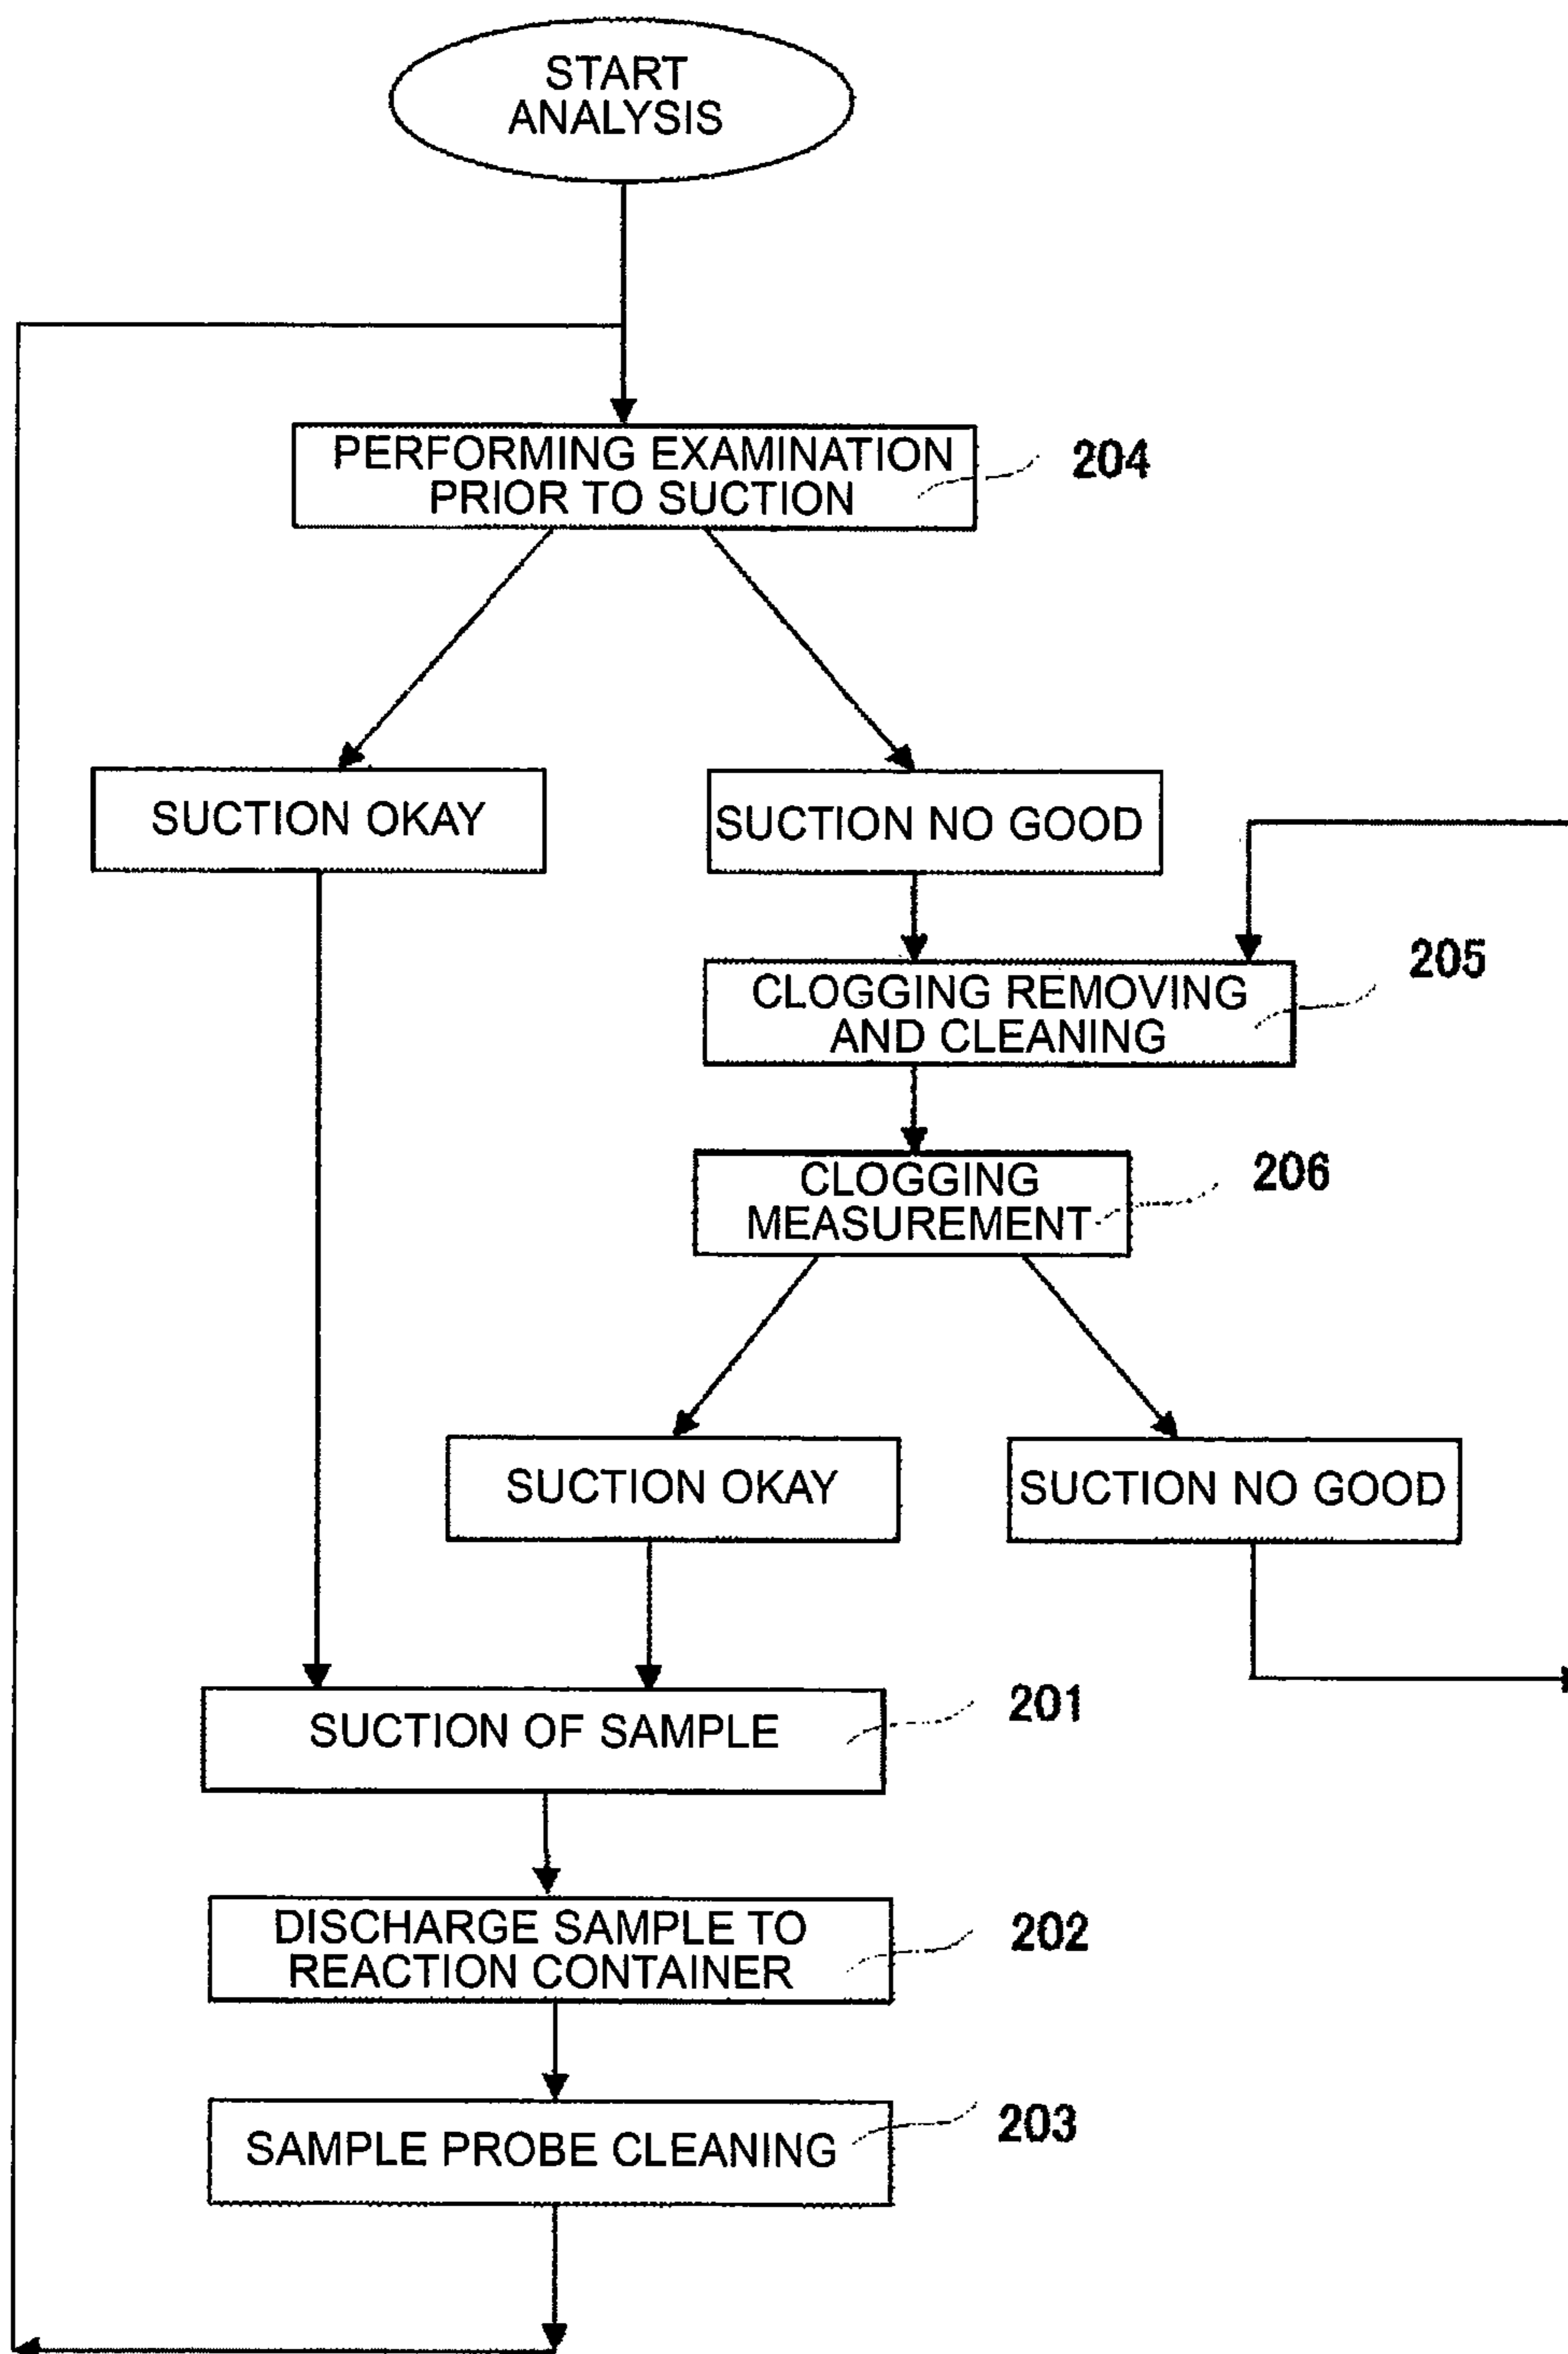 START
ANALYSIS
PERFORMING EXAMINATION
PRIOR TO SUCTION
204
SUCTION OKAY
SUCTION NO GOOD
CLOGGING REMOVING
AND CLEANING
205
CLOGGING
MEASUREMENT
206
SUCTION OKAY
SUCTION NO GOOD
SUCTION OF SAMPLE
201
DISCHARGE SAMPLE TO
REACTION CONTAINER
202
SAMPLE PROBE CLEANING
203